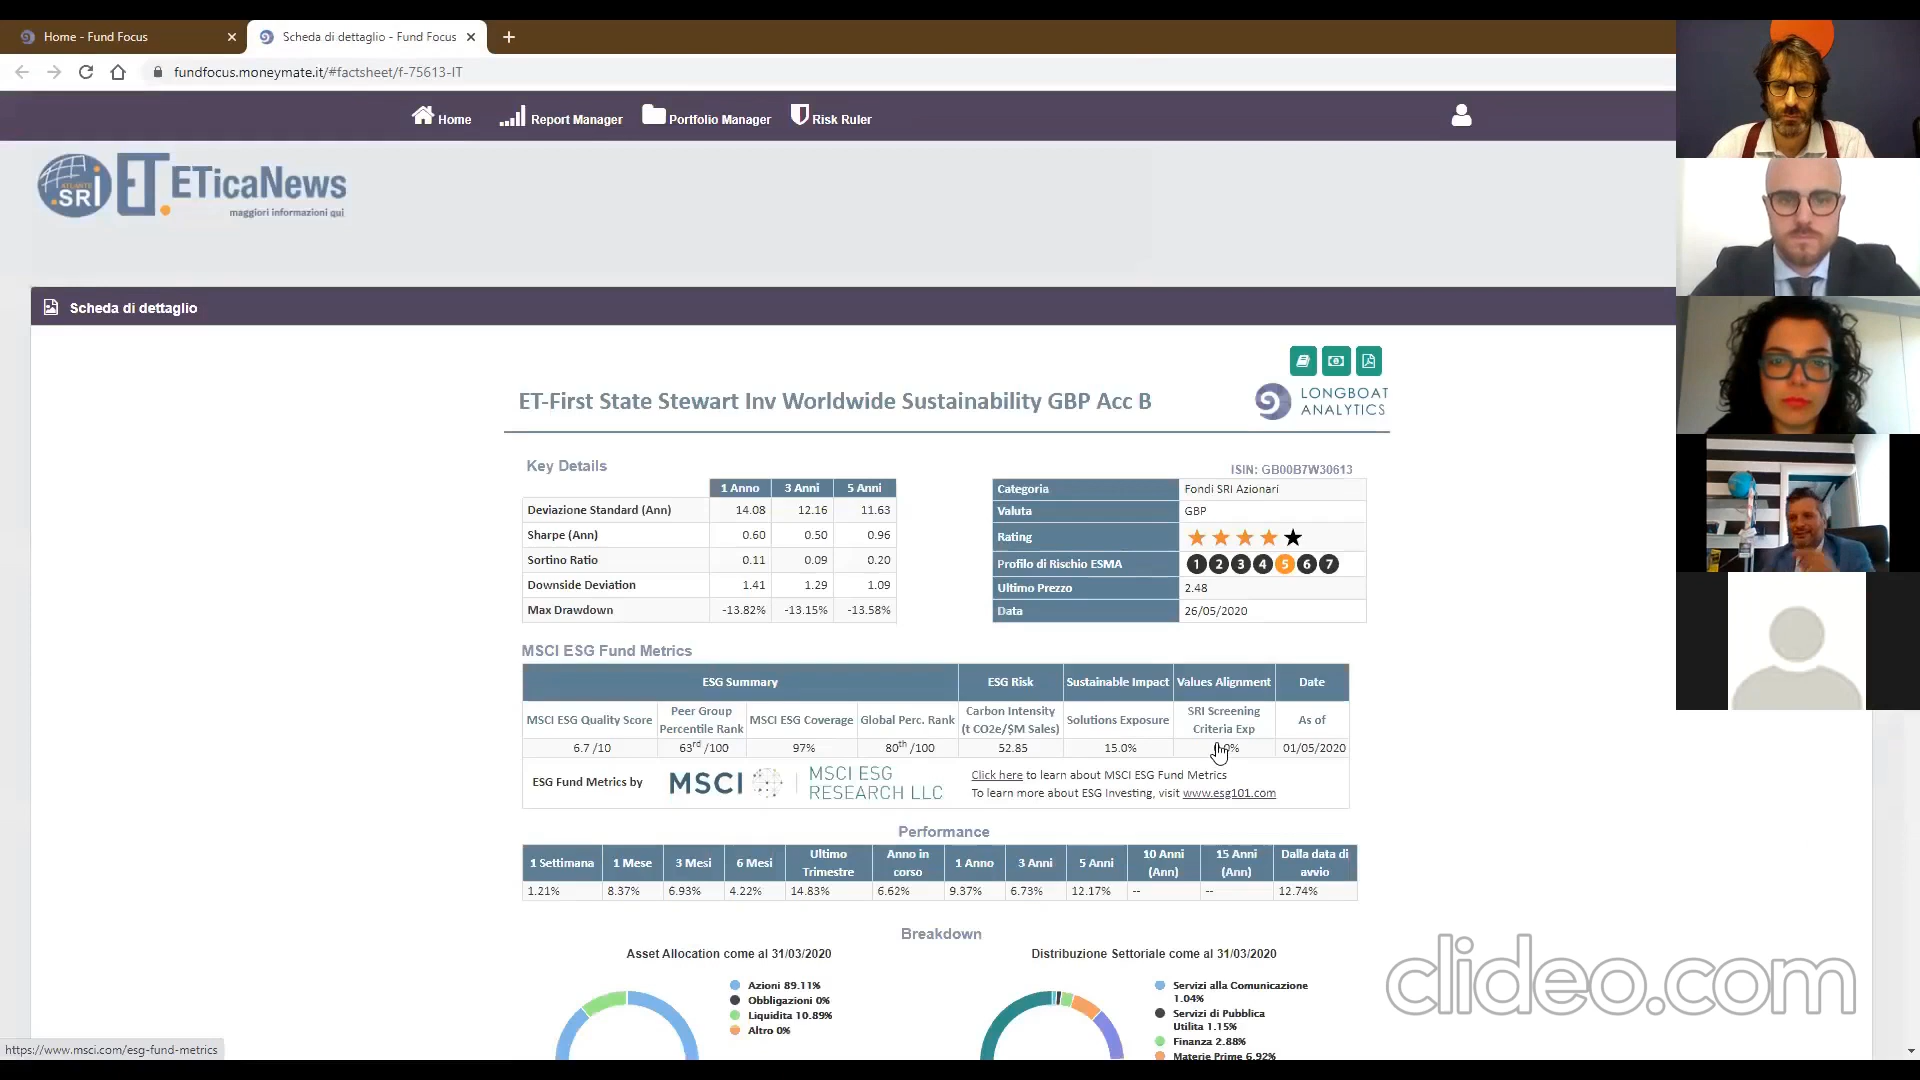 Home - Fund Focus
Scheda di dettaglio - Fund Focus
fundfocus.moneymate.it/#factsheet/f-75613-IT
Home Report Manager Portfolio Manager Risk Ruler
ATLANTE .SRI ET. ETicaNews
maggiori informazioni qui
Scheda di dettaglio
ET-First State Stewart Inv Worldwide Sustainability GBP Acc B
LONGBOAT ANALYTICS
Key Details
1 Anno 3 Anni 5 Anni
Deviazione Standard (Ann) 14.08 12.16 11.63
Sharpe (Ann) 0.60 0.50 0.96
Sortino Ratio 0.11 0.09 0.20
Downside Deviation 1.41 1.29 1.09
Max Drawdown -13.82% -13.15% -13.58%
ISIN: GB00B7W30613
Categoria Fondi SRI Azionari
Valuta GBP
Rating
Profilo di Rischio ESMA 1 2 3 4 5 6 7
Ultimo Prezzo 2.48
Data 26/05/2020
MSCI ESG Fund Metrics
ESG Summary ESG Risk Sustainable Impact Values Alignment Date
MSCI ESG Quality Score Peer Group Percentile Rank MSCI ESG Coverage Global Perc. Rank Carbon Intensity (t CO2e/$M Sales) Solutions Exposure SRI Screening Criteria Exp As of
6.7 /10 63rd /100 97% 80th /100 52.85 15.0% 01/05/2020
ESG Fund Metrics by MSCI MSCI ESG RESEARCH LLC
Click here to learn about MSCI ESG Fund Metrics
To learn more about ESG Investing, visit www.esg101.com
Performance
1 Settimana 1 Mese 3 Mesi 6 Mesi Ultimo Trimestre Anno in corso 1 Anno 3 Anni 5 Anni 10 Anni (Ann) 15 Anni (Ann) Dalla data di avvio
1.21% 8.37% 6.93% 4.22% 14.83% 6.62% 9.37% 6.73% 12.17% -- -- 12.74%
Breakdown
Asset Allocation come al 31/03/2020
Azioni 89.11%
Obbligazioni 0%
Liquidita 10.89%
Altro 0%
Distribuzione Settoriale come al 31/03/2020
Servizi alla Comunicazione
1.04%
Servizi di Pubblica
Utilita 1.15%
Finanza 2.88%
Materie Prime 6.92%
clideo.com
https://www.msci.com/esg-fund-metrics